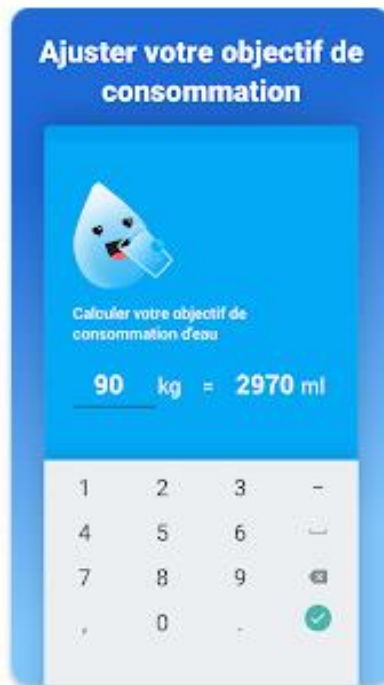 Ajuster votre objectif de
consommation
Calculer votre objectif de
consommation d'eau
90 kg = 2970 ml
1 2 3 -
4 5 6
7 8 9
, 0 .